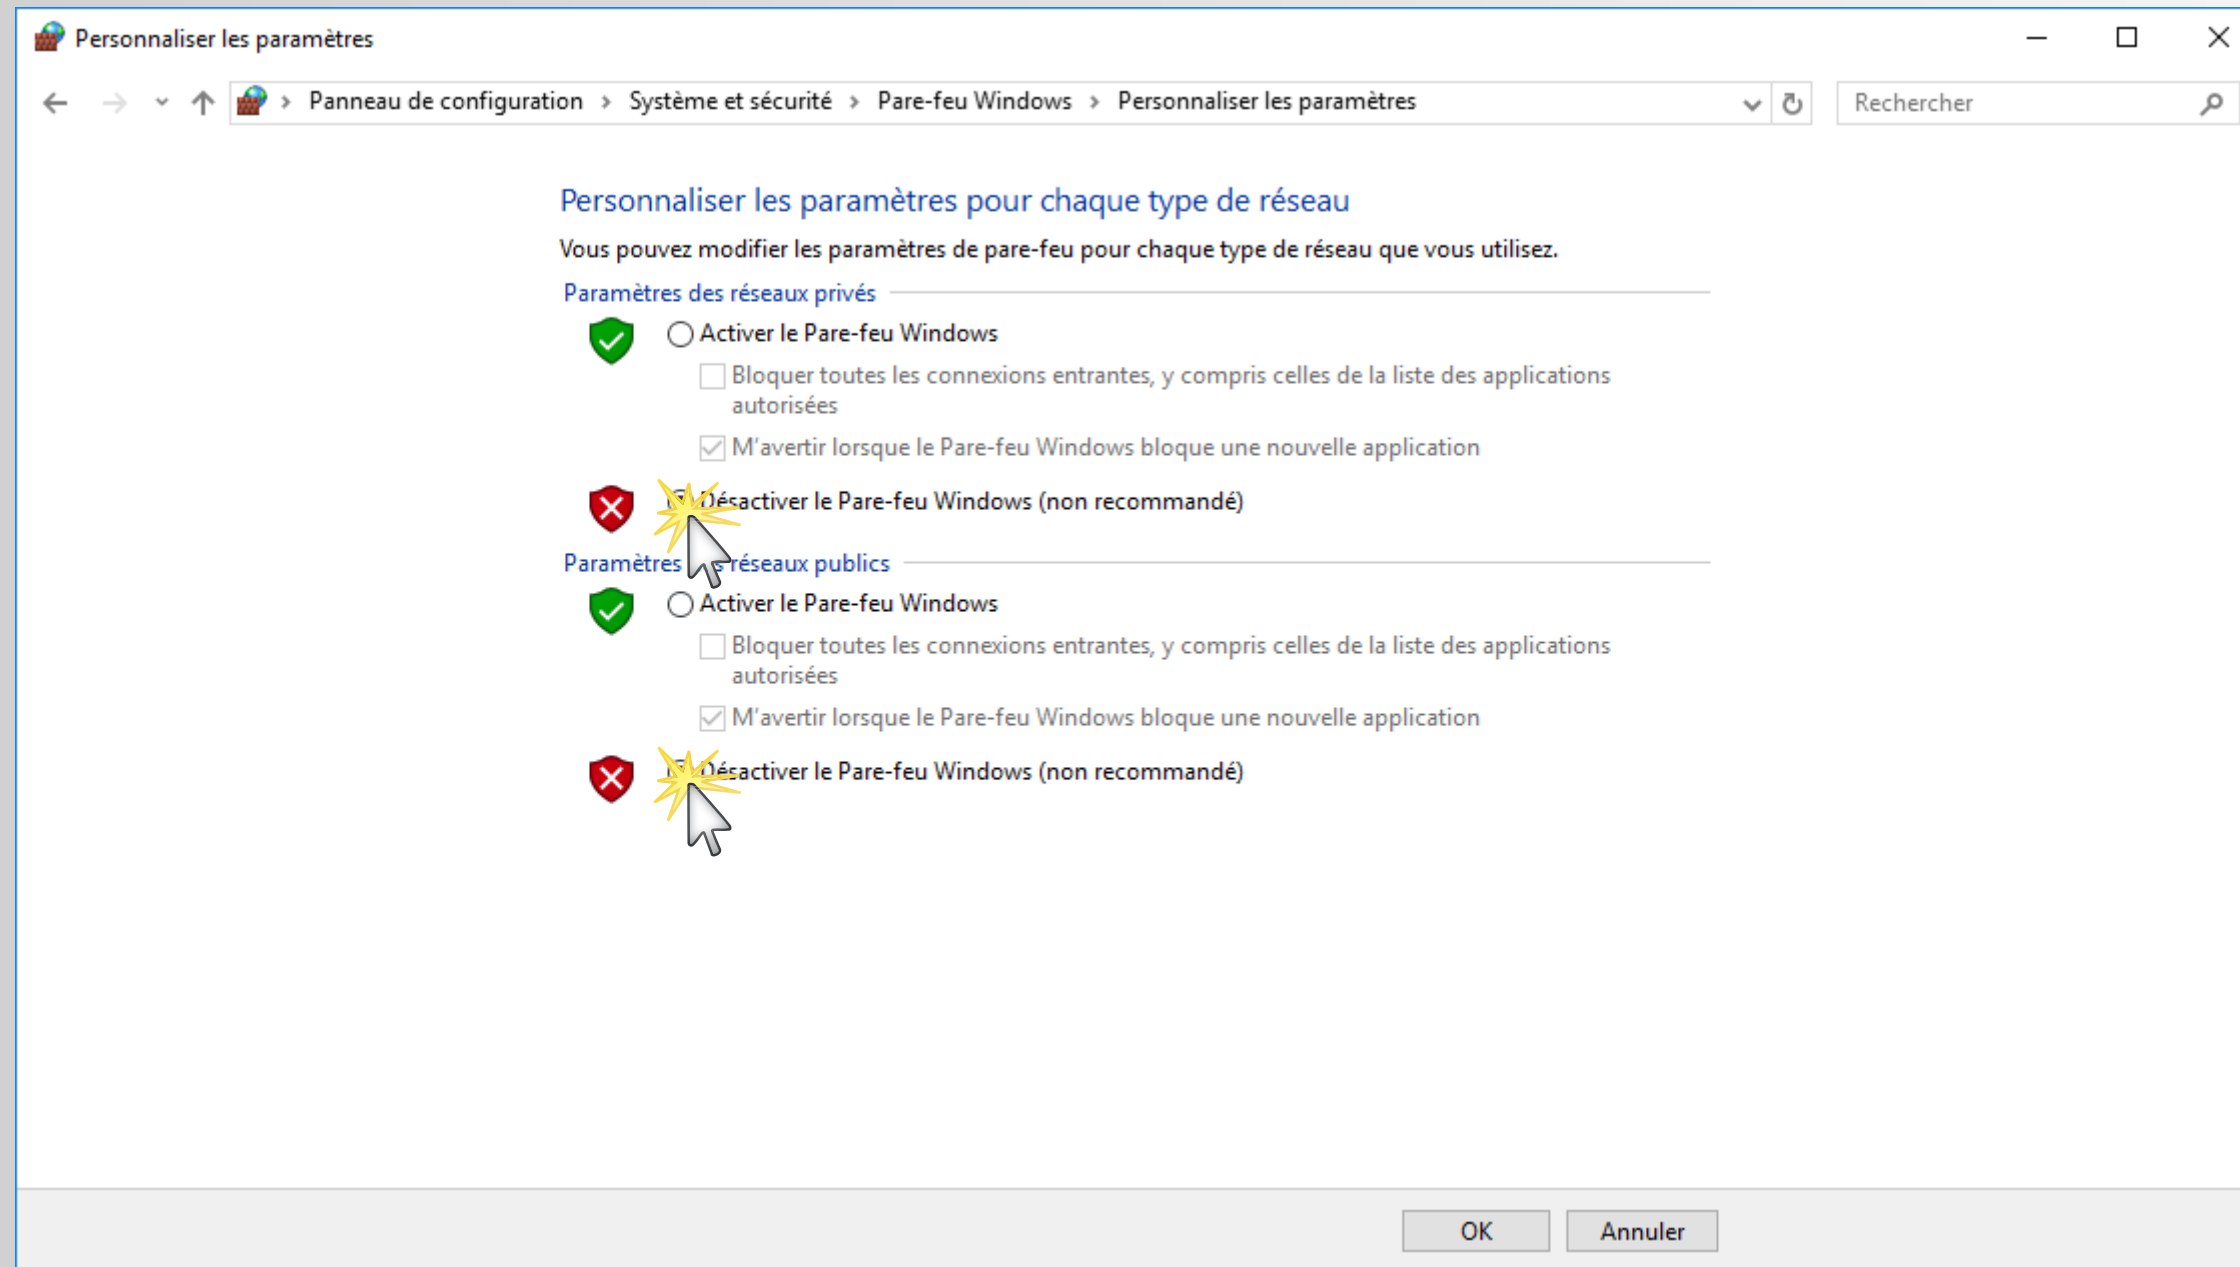 Personnaliser les paramètres
Panneau de configuration > Système et sécurité > Pare-feu Windows > Personnaliser les paramètres
Rechercher
Personnaliser les paramètres pour chaque type de réseau
Vous pouvez modifier les paramètres de pare-feu pour chaque type de réseau que vous utilisez.
Paramètres des réseaux privés
Activer le Pare-feu Windows
Bloquer toutes les connexions entrantes, y compris celles de la liste des applications
autorisées
M'avertir lorsque le Pare-feu Windows bloque une nouvelle application
Désactiver le Pare-feu Windows (non recommandé)
Paramètres réseaux publics
Activer le Pare-feu Windows
Bloquer toutes les connexions entrantes, y compris celles de la liste des applications
autorisées
M'avertir lorsque le Pare-feu Windows bloque une nouvelle application
Désactiver le Pare-feu Windows (non recommandé)
OK
Annuler